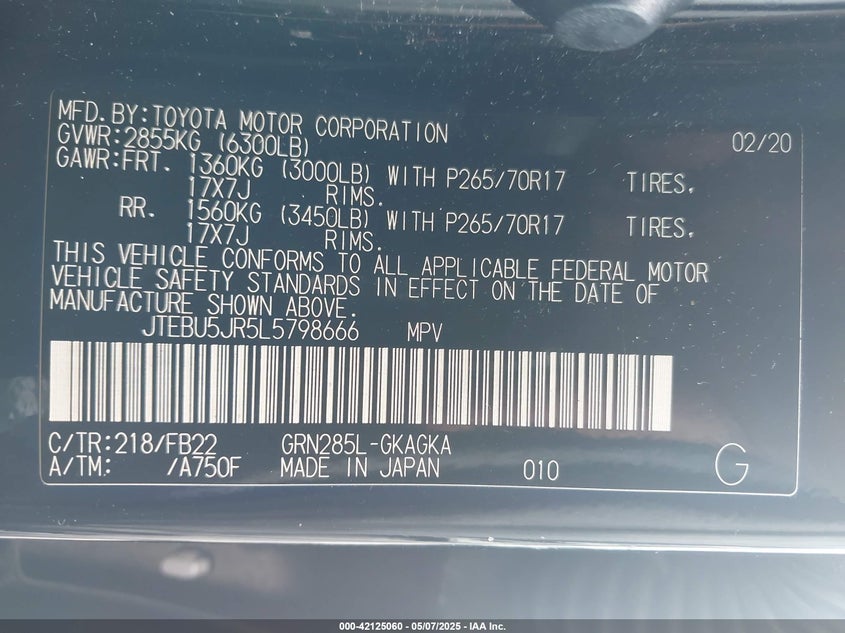 MFD. BY: TOYOTA MOTOR CORPORATION 02/20
GVWR: 2855KG (6300LB)
GAWR: FRT. 1360KG (3000LB) WITH P265/70R17 TIRES,
17X7J RIMS.
RR. 1560KG (3450LB) WITH P265/70R17 TIRES,
17X7J RIMS.
THIS VEHICLE CONFORMS TO ALL APPLICABLE FEDERAL MOTOR
VEHICLE SAFETY STANDARDS IN EFFECT ON THE DATE OF
MANUFACTURE SHOWN ABOVE.
JTEBU5JR5L5798666 MPV
C/TR: 218/FB22 GRN285L-GKAGKA
A/TM: /A750F MADE IN JAPAN 010 G
000-42125060 - 05/07/2025 - IAA Inc.